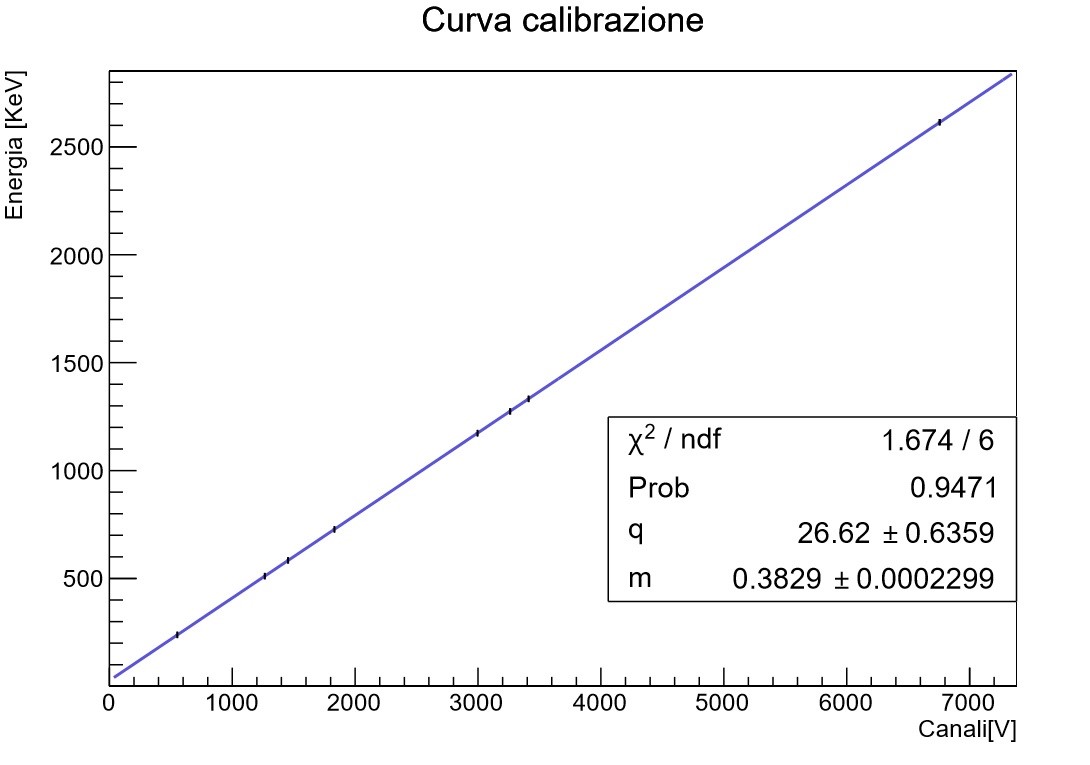 Curva calibrazione
Energia [KeV]
2500
2000
1500
1000
500
χ² / ndf 1.674 / 6
Prob 0.9471
q 26.62 ± 0.6359
m 0.3829 ± 0.0002299
0 1000 2000 3000 4000 5000 6000 7000
Canali[V]